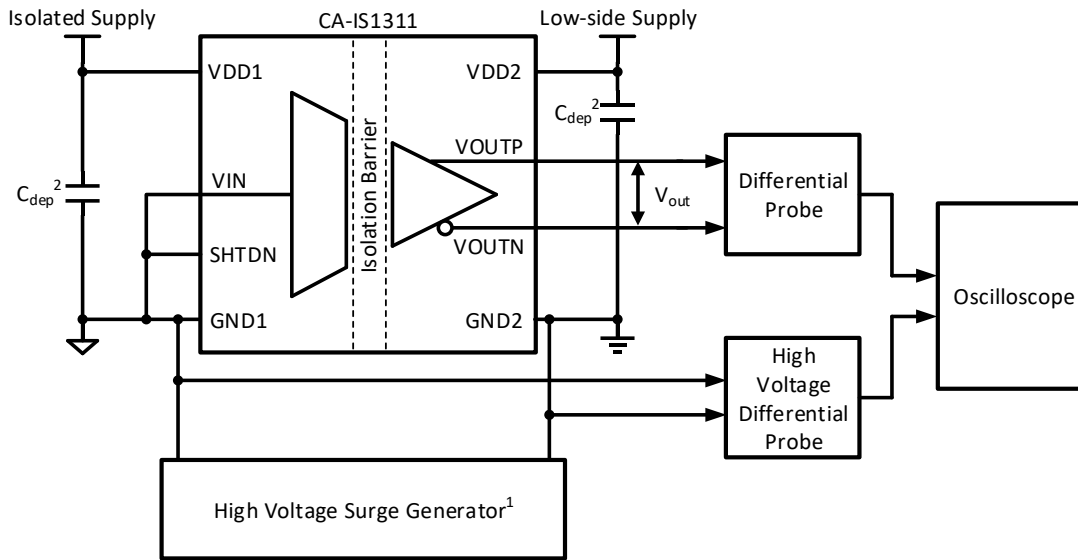 Isolated Supply
CA-IS1311
Low-side Supply
VDD1
VDD2
Cdep²
Cdep²
VOUTP
VIN
Isolation Barrier
Vout
Differential
Probe
SHTDN
VOUTN
Oscilloscope
GND1
GND2
High
Voltage
Differential
Probe
High Voltage Surge Generator¹